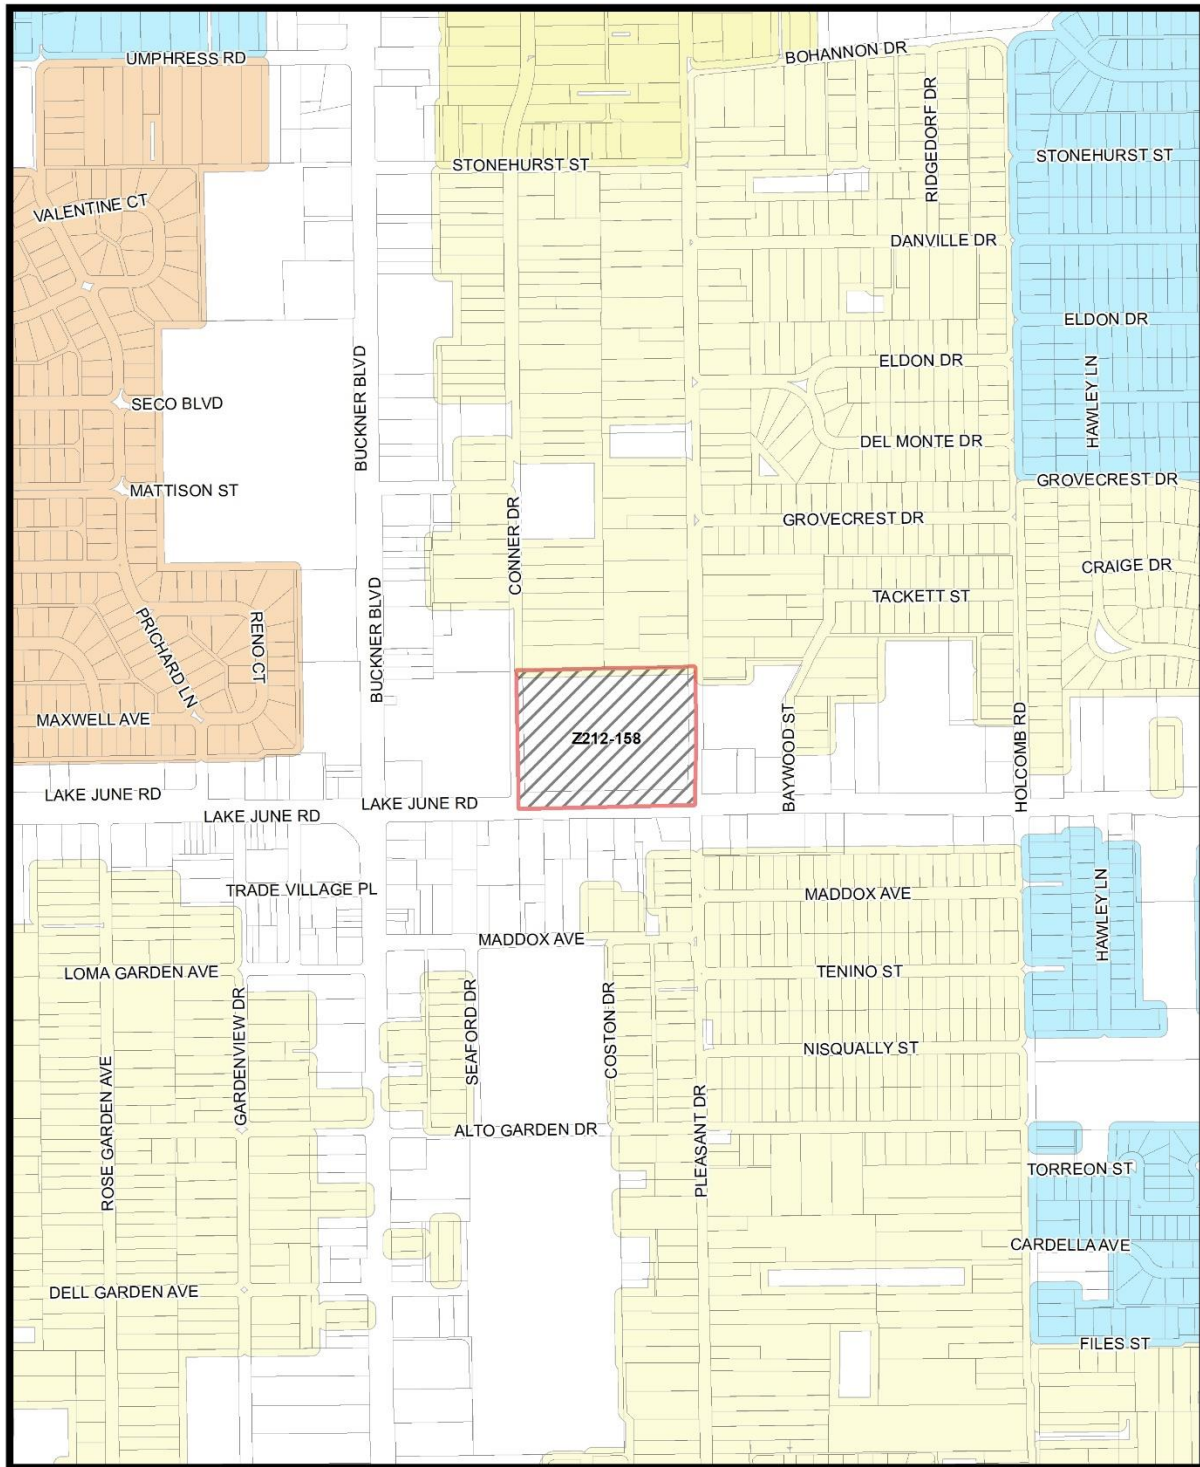 UMPHRESS RD
BOHANNON DR
RIDGEDORF DR
STONEHURST ST
STONEHURST ST
VALENTINE CT
DANVILLE DR
ELDON DR
ELDON DR
BUCKNER BLVD
HAWLEY LN
SECO BLVD
DEL MONTE DR
MATTISON ST
GROVECREST DR
GROVECREST DR
CONNER DR
CRAIGE DR
TACKETT ST
BUCKNER BLVD
PRICHARD LN
RENO CT
MAXWELL AVE
Z212-158
BAYWOOD ST
HOLCOMB RD
LAKE JUNE RD
LAKE JUNE RD
LAKE JUNE RD
TRADE VILLAGE PL
MADDOX AVE
HAWLEY LN
MADDOX AVE
LOMA GARDEN AVE
TENINO ST
GARDENVIEW DR
SEAFORD DR
COSTON DR
NISQUALLY ST
ROSE GARDEN AVE
ALTO GARDEN DR
PLEASANT DR
TORREON ST
CARDELLA AVE
DELL GARDEN AVE
FILES ST